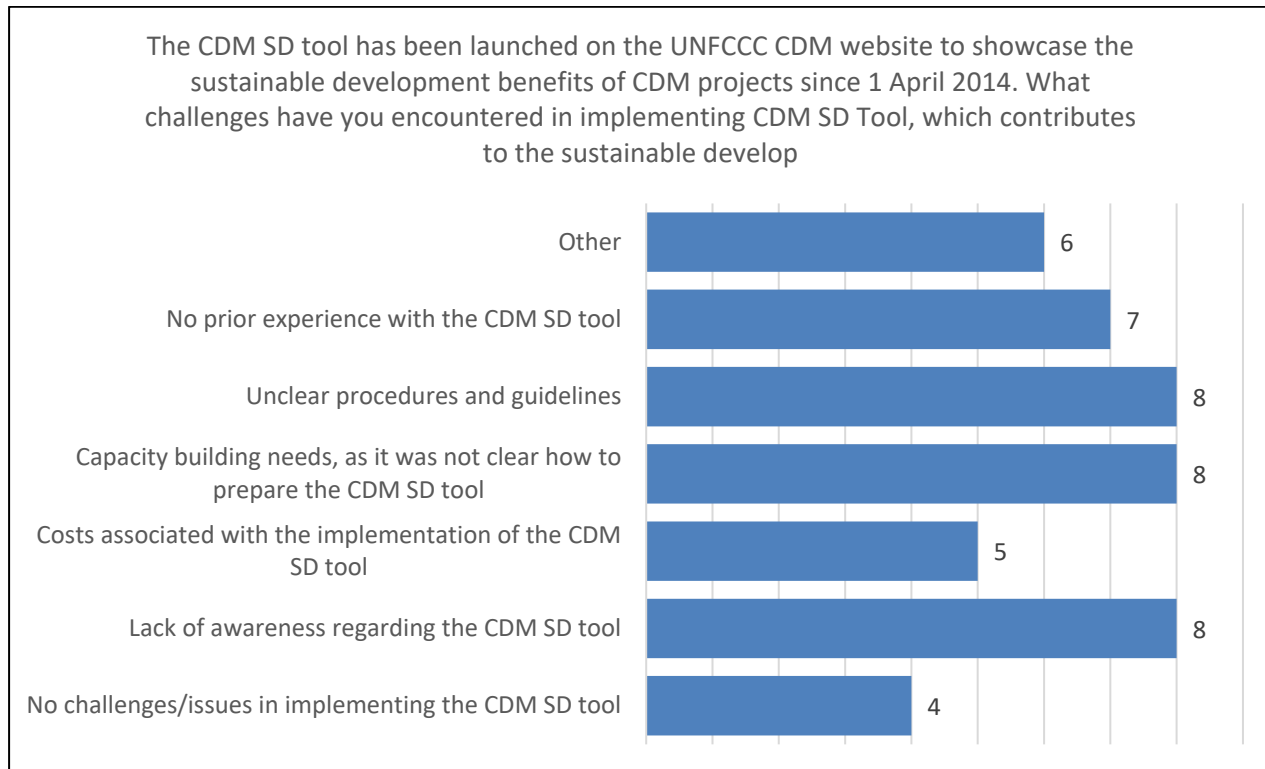 The CDM SD tool has been launched on the UNFCCC CDM website to showcase the
sustainable development benefits of CDM projects since 1 April 2014. What
challenges have you encountered in implementing CDM SD Tool, which contributes
to the sustainable develop
Other
6
No prior experience with the CDM SD tool
7
Unclear procedures and guidelines
8
Capacity building needs, as it was not clear how to
prepare the CDM SD tool
8
Costs associated with the implementation of the CDM
SD tool
5
Lack of awareness regarding the CDM SD tool
8
No challenges/issues in implementing the CDM SD tool
4